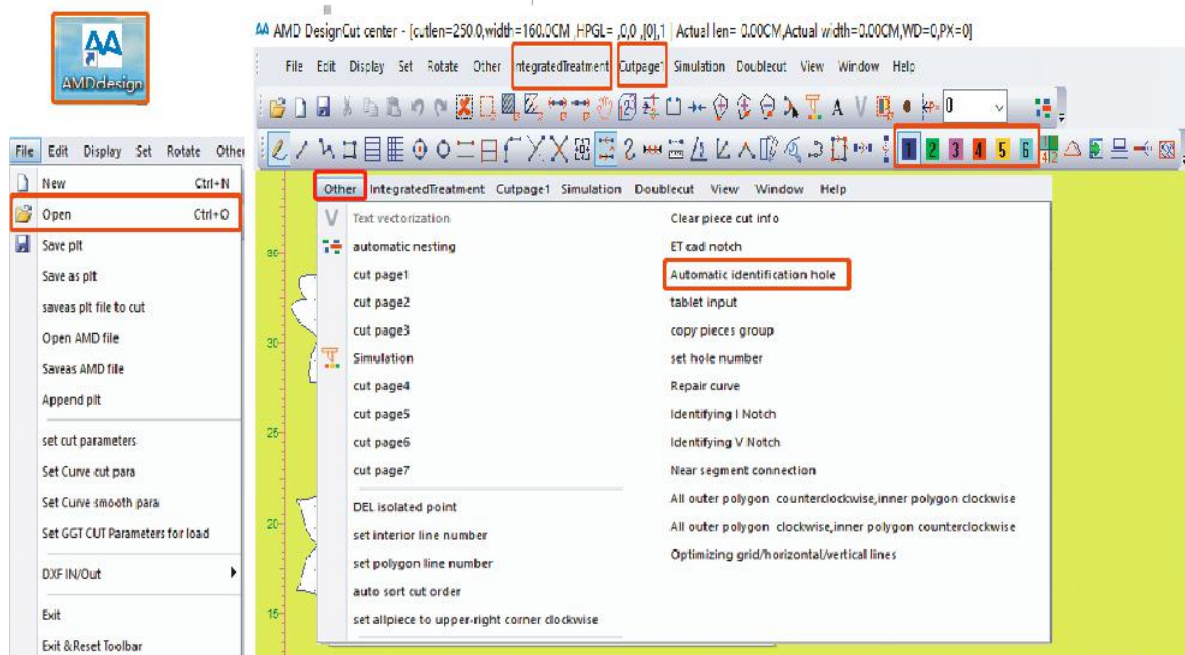 AMDdesign
File Edit Display Set Rotate Other
New Ctrl+N
Open Ctrl+O
Save plt
Save as plt
saveas plt file to cut
Open AMD file
Saveas AMD file
Append plt
set cut parameters
Set Curve cut para
Set Curve smooth para
Set GGT CUT Parameters for load
DXF IN/Out
Exit
Exit &Reset Toolbar
AMD DesignCut center - [cutlen=250.0,width=160.0CM ,HPGL= ,0,0 ,[0],1 | Actual len= 0.00CM,Actual width=0.00CM,WD=0,PX=0]
File Edit Display Set Rotate Other IntegratedTreatment Cutpage1 Simulation Doublecut View Window Help
A V 0
1 2 3 4 5 6
Other IntegratedTreatment Cutpage1 Simulation Doublecut View Window Help
Text vectorization
automatic nesting
cut page1
cut page2
cut page3
Simulation
cut page4
cut page5
cut page6
cut page7
DEL isolated point
set interior line number
set polygon line number
auto sort cut order
set allpiece to upper-right corner clockwise
Clear piece cut info
ET cad notch
Automatic identification hole
tablet input
copy pieces group
set hole number
Repair curve
Identifying I Notch
Identifying V Notch
Near segment connection
All outer polygon counterclockwise,inner polygon clockwise
All outer polygon clockwise,inner polygon counterclockwise
Optimizing grid/horizontal/vertical lines
30
25
20
15